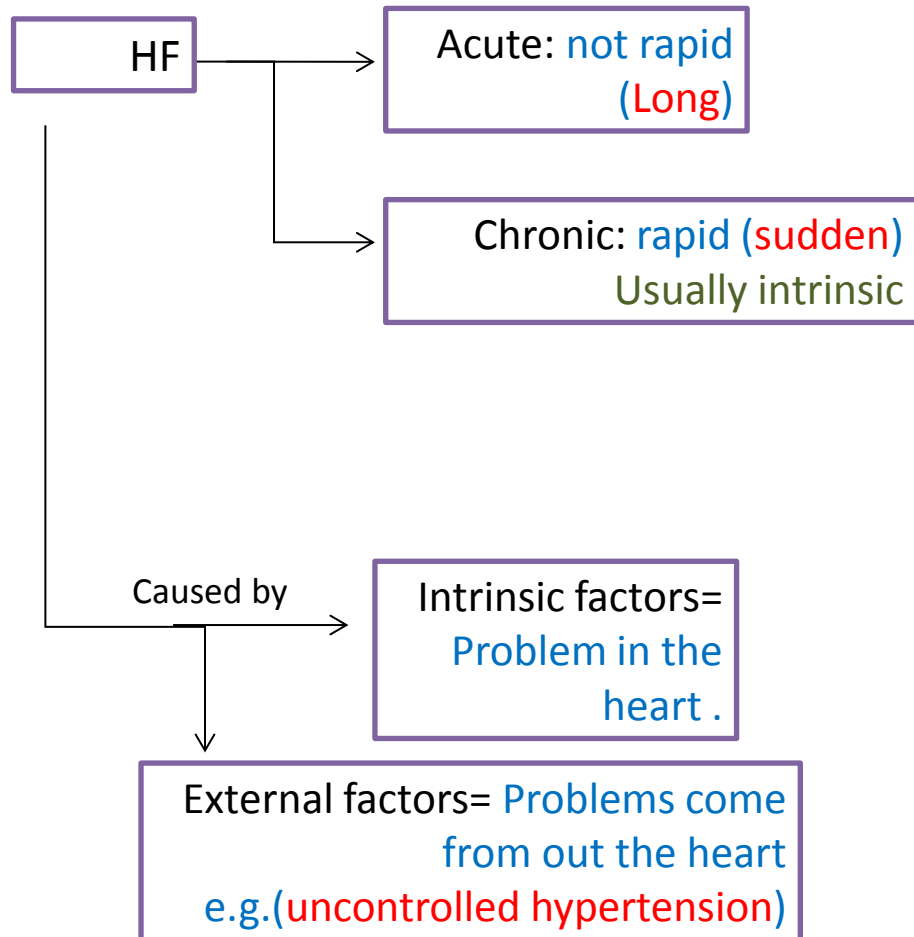 HF
Acute: not rapid
(Long)
Chronic: rapid (sudden)
Usually intrinsic
Caused by
Intrinsic factors=
Problem in the
heart .
External factors= Problems come
from out the heart
e.g.(uncontrolled hypertension)